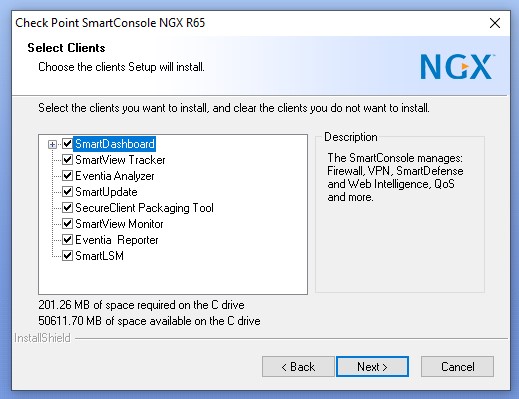 Check Point SmartConsole NGX R65
Select Clients
Choose the clients Setup will install.
NGX™
Select the clients you want to install, and clear the clients you do not want to install.
SmartDashboard
SmartView Tracker
Eventia Analyzer
SmartUpdate
SecureClient Packaging Tool
SmartView Monitor
Eventia Reporter
SmartLSM
Description
The SmartConsole manages:
Firewall, VPN, SmartDefense
and Web Intelligence, QoS
and more.
201.26 MB of space required on the C drive
50611.70 MB of space available on the C drive
InstallShield
< Back
Next >
Cancel